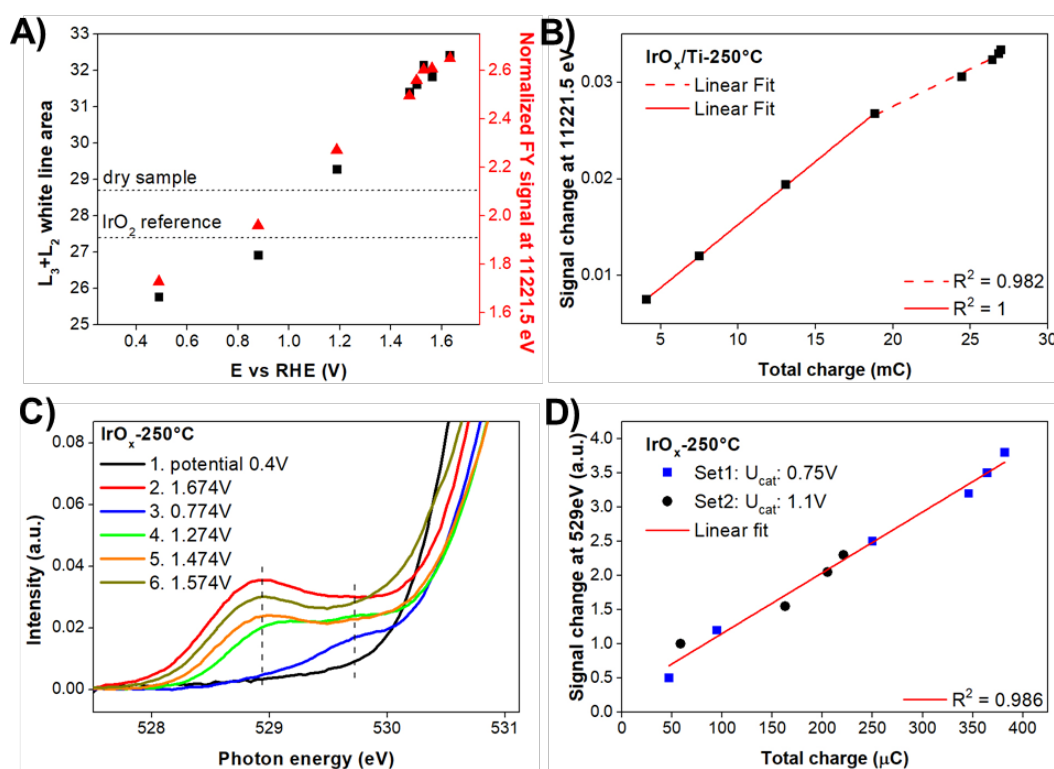 A)
33
32
31
30
29
28
27
26
25
2.6
2.4
2.2
2.0
1.8
1.6
dry sample
IrO₂ reference
L₃+L₂ white line area
Normalized FY signal at 11221.5 eV
0.4 0.6 0.8 1.0 1.2 1.4 1.6
E vs RHE (V)
B)
IrOₓ/Ti-250°C
Linear Fit
Linear Fit
0.03
0.02
0.01
Signal change at 11221.5 eV
R² = 0.982
R² = 1
5 10 15 20 25 30
Total charge (mC)
C)
IrOₓ-250°C
1. potential 0.4V
2. 1.674V
3. 0.774V
4. 1.274V
5. 1.474V
6. 1.574V
0.08
0.06
0.04
0.02
0.00
Intensity (a.u.)
528 529 530 531
Photon energy (eV)
D)
IrOₓ-250°C
Set1: U_cat: 0.75V
Set2: U_cat: 1.1V
Linear fit
4.0
3.5
3.0
2.5
2.0
1.5
1.0
0.5
0.0
Signal change at 529eV (a.u.)
R² = 0.986
0 50 100 150 200 250 300 350 400
Total charge (μC)